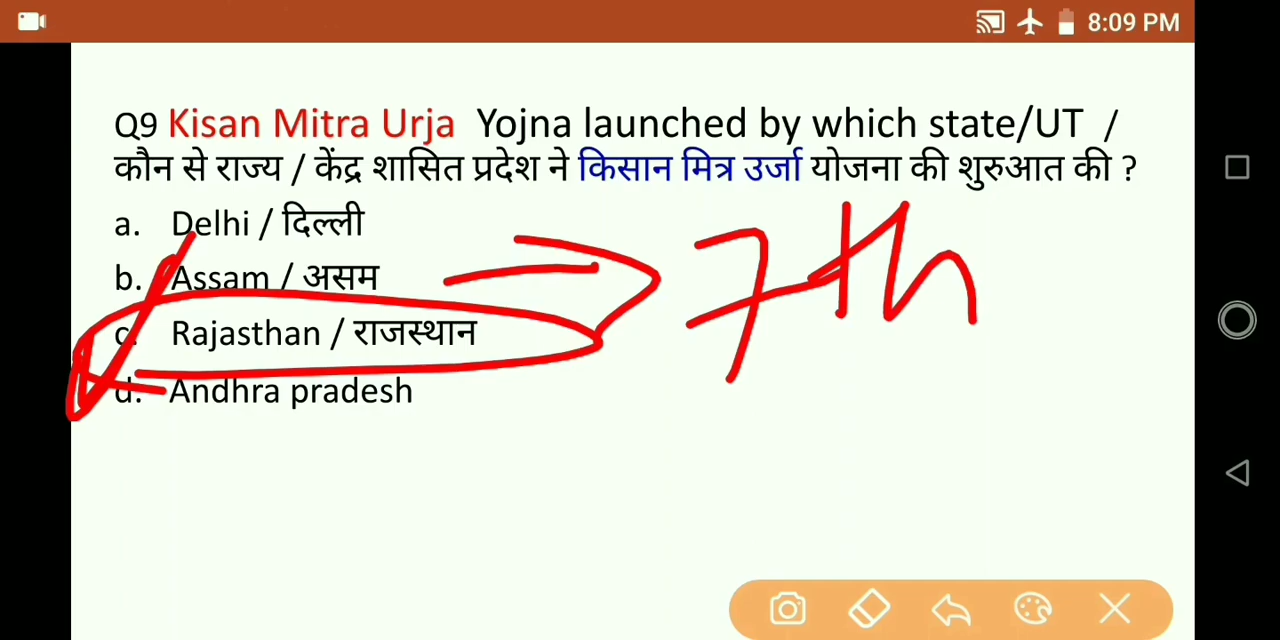 8:09 PM
Q9 Kisan Mitra Urja Yojna launched by which state/UT /
कौन से राज्य / केंद्र शासित प्रदेश ने किसान मित्र उर्जा योजना की शुरुआत की ?
a. Delhi / दिल्ली
b. Assam / असम
c. Rajasthan / राजस्थान
d. Andhra pradesh
7th